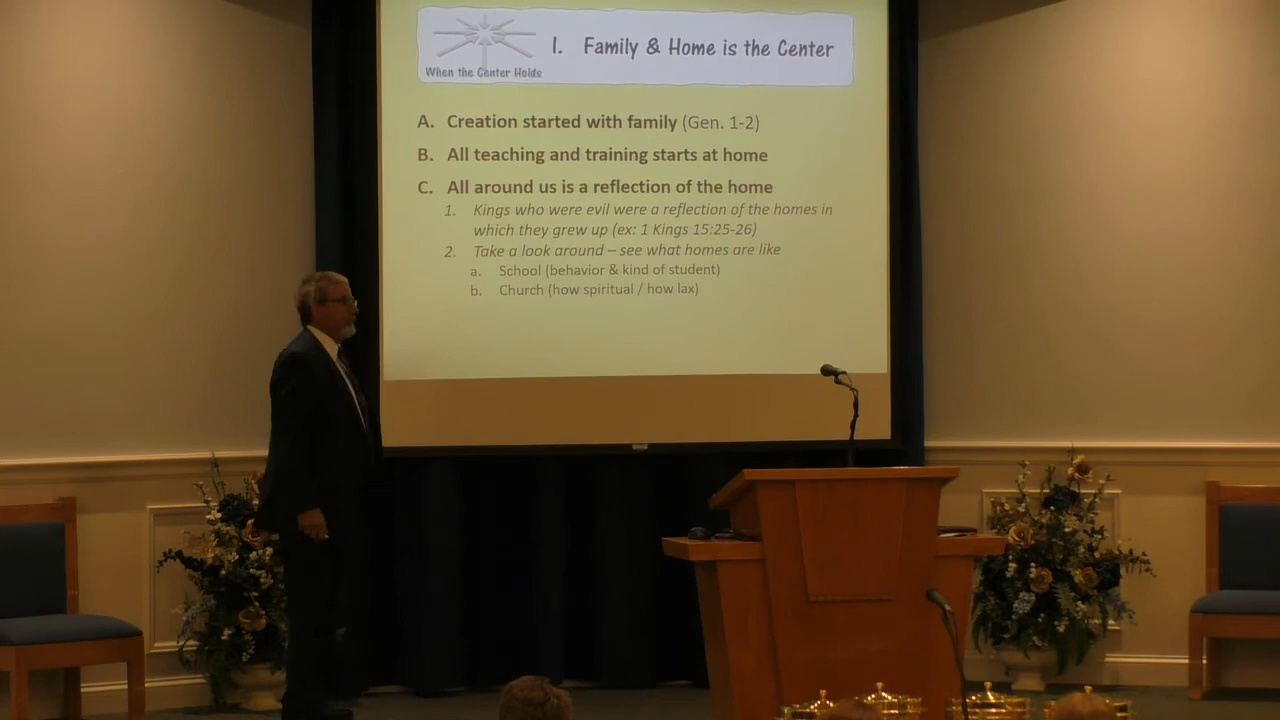 I. Family & Home is the Center
When the Center Holds
A. Creation started with family (Gen. 1-2)
B. All teaching and training starts at home
C. All around us is a reflection of the home
1. Kings who were evil were a reflection of the homes in
which they grew up (ex: 1 Kings 15:25-26)
2. Take a look around – see what homes are like
a. School (behavior & kind of student)
b. Church (how spiritual / how lax)